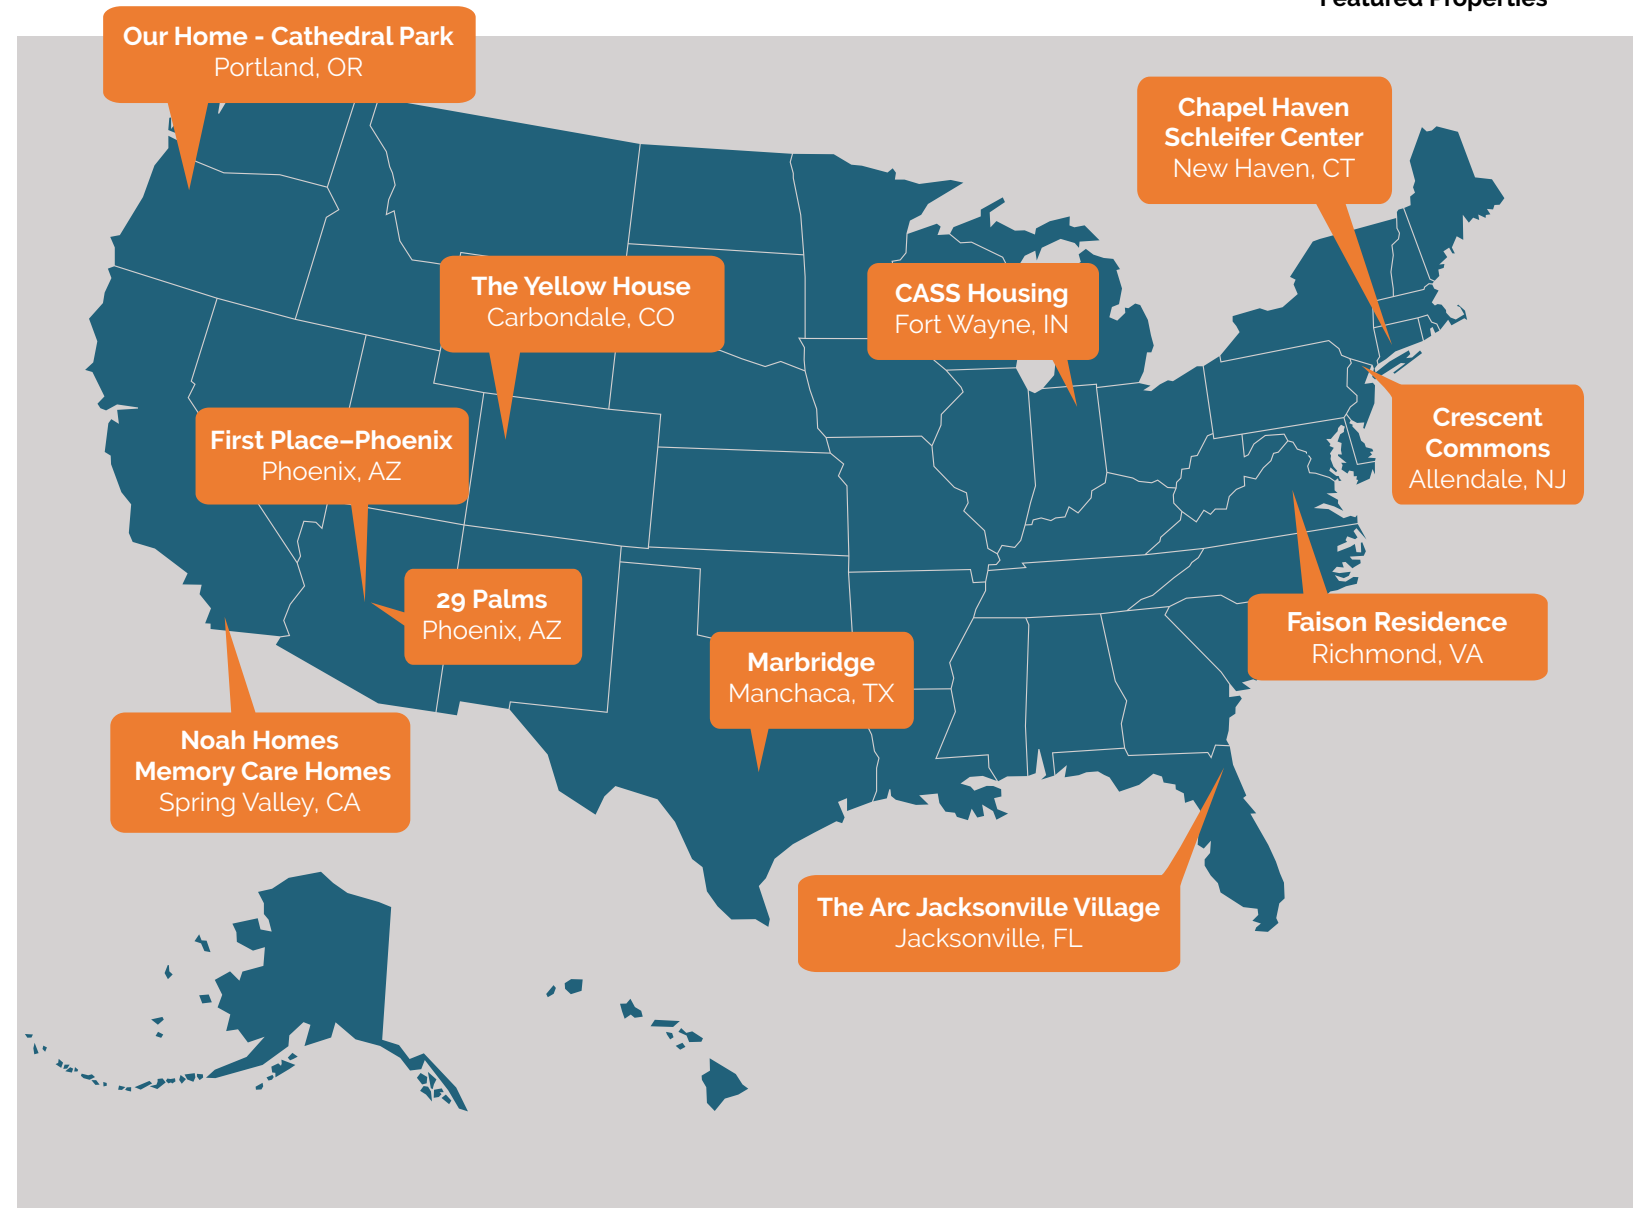 Featured Properties
Our Home - Cathedral Park
Portland, OR
Chapel Haven
Schleifer Center
New Haven, CT
The Yellow House
Carbondale, CO
CASS Housing
Fort Wayne, IN
First Place–Phoenix
Phoenix, AZ
Crescent
Commons
Allendale, NJ
29 Palms
Phoenix, AZ
Faison Residence
Richmond, VA
Marbridge
Manchaca, TX
Noah Homes
Memory Care Homes
Spring Valley, CA
The Arc Jacksonville Village
Jacksonville, FL